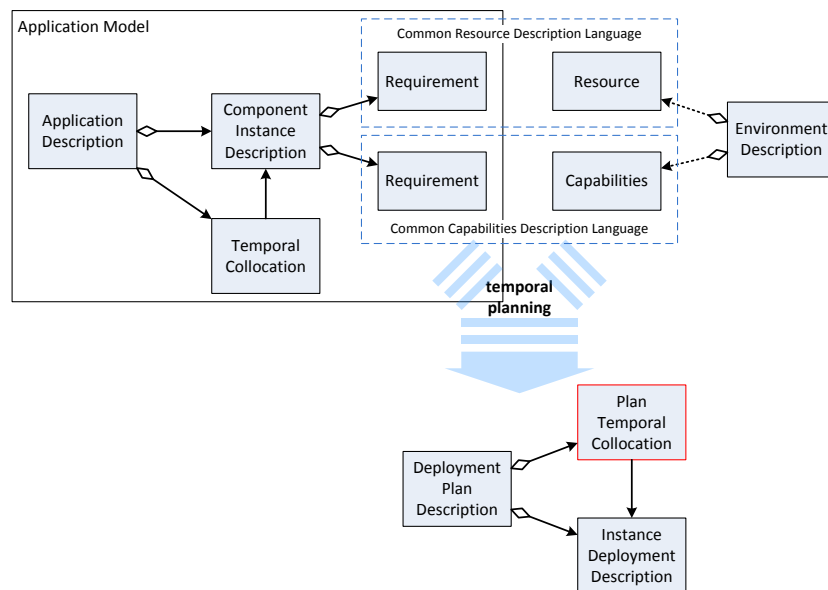 Application Model
Common Resource Description Language
Requirement
Resource
Application
Description
Component
Instance
Description
Environment
Description
Requirement
Capabilities
Temporal
Collocation
Common Capabilities Description Language
temporal
planning
Plan
Temporal
Collocation
Deployment
Plan
Description
Instance
Deployment
Description